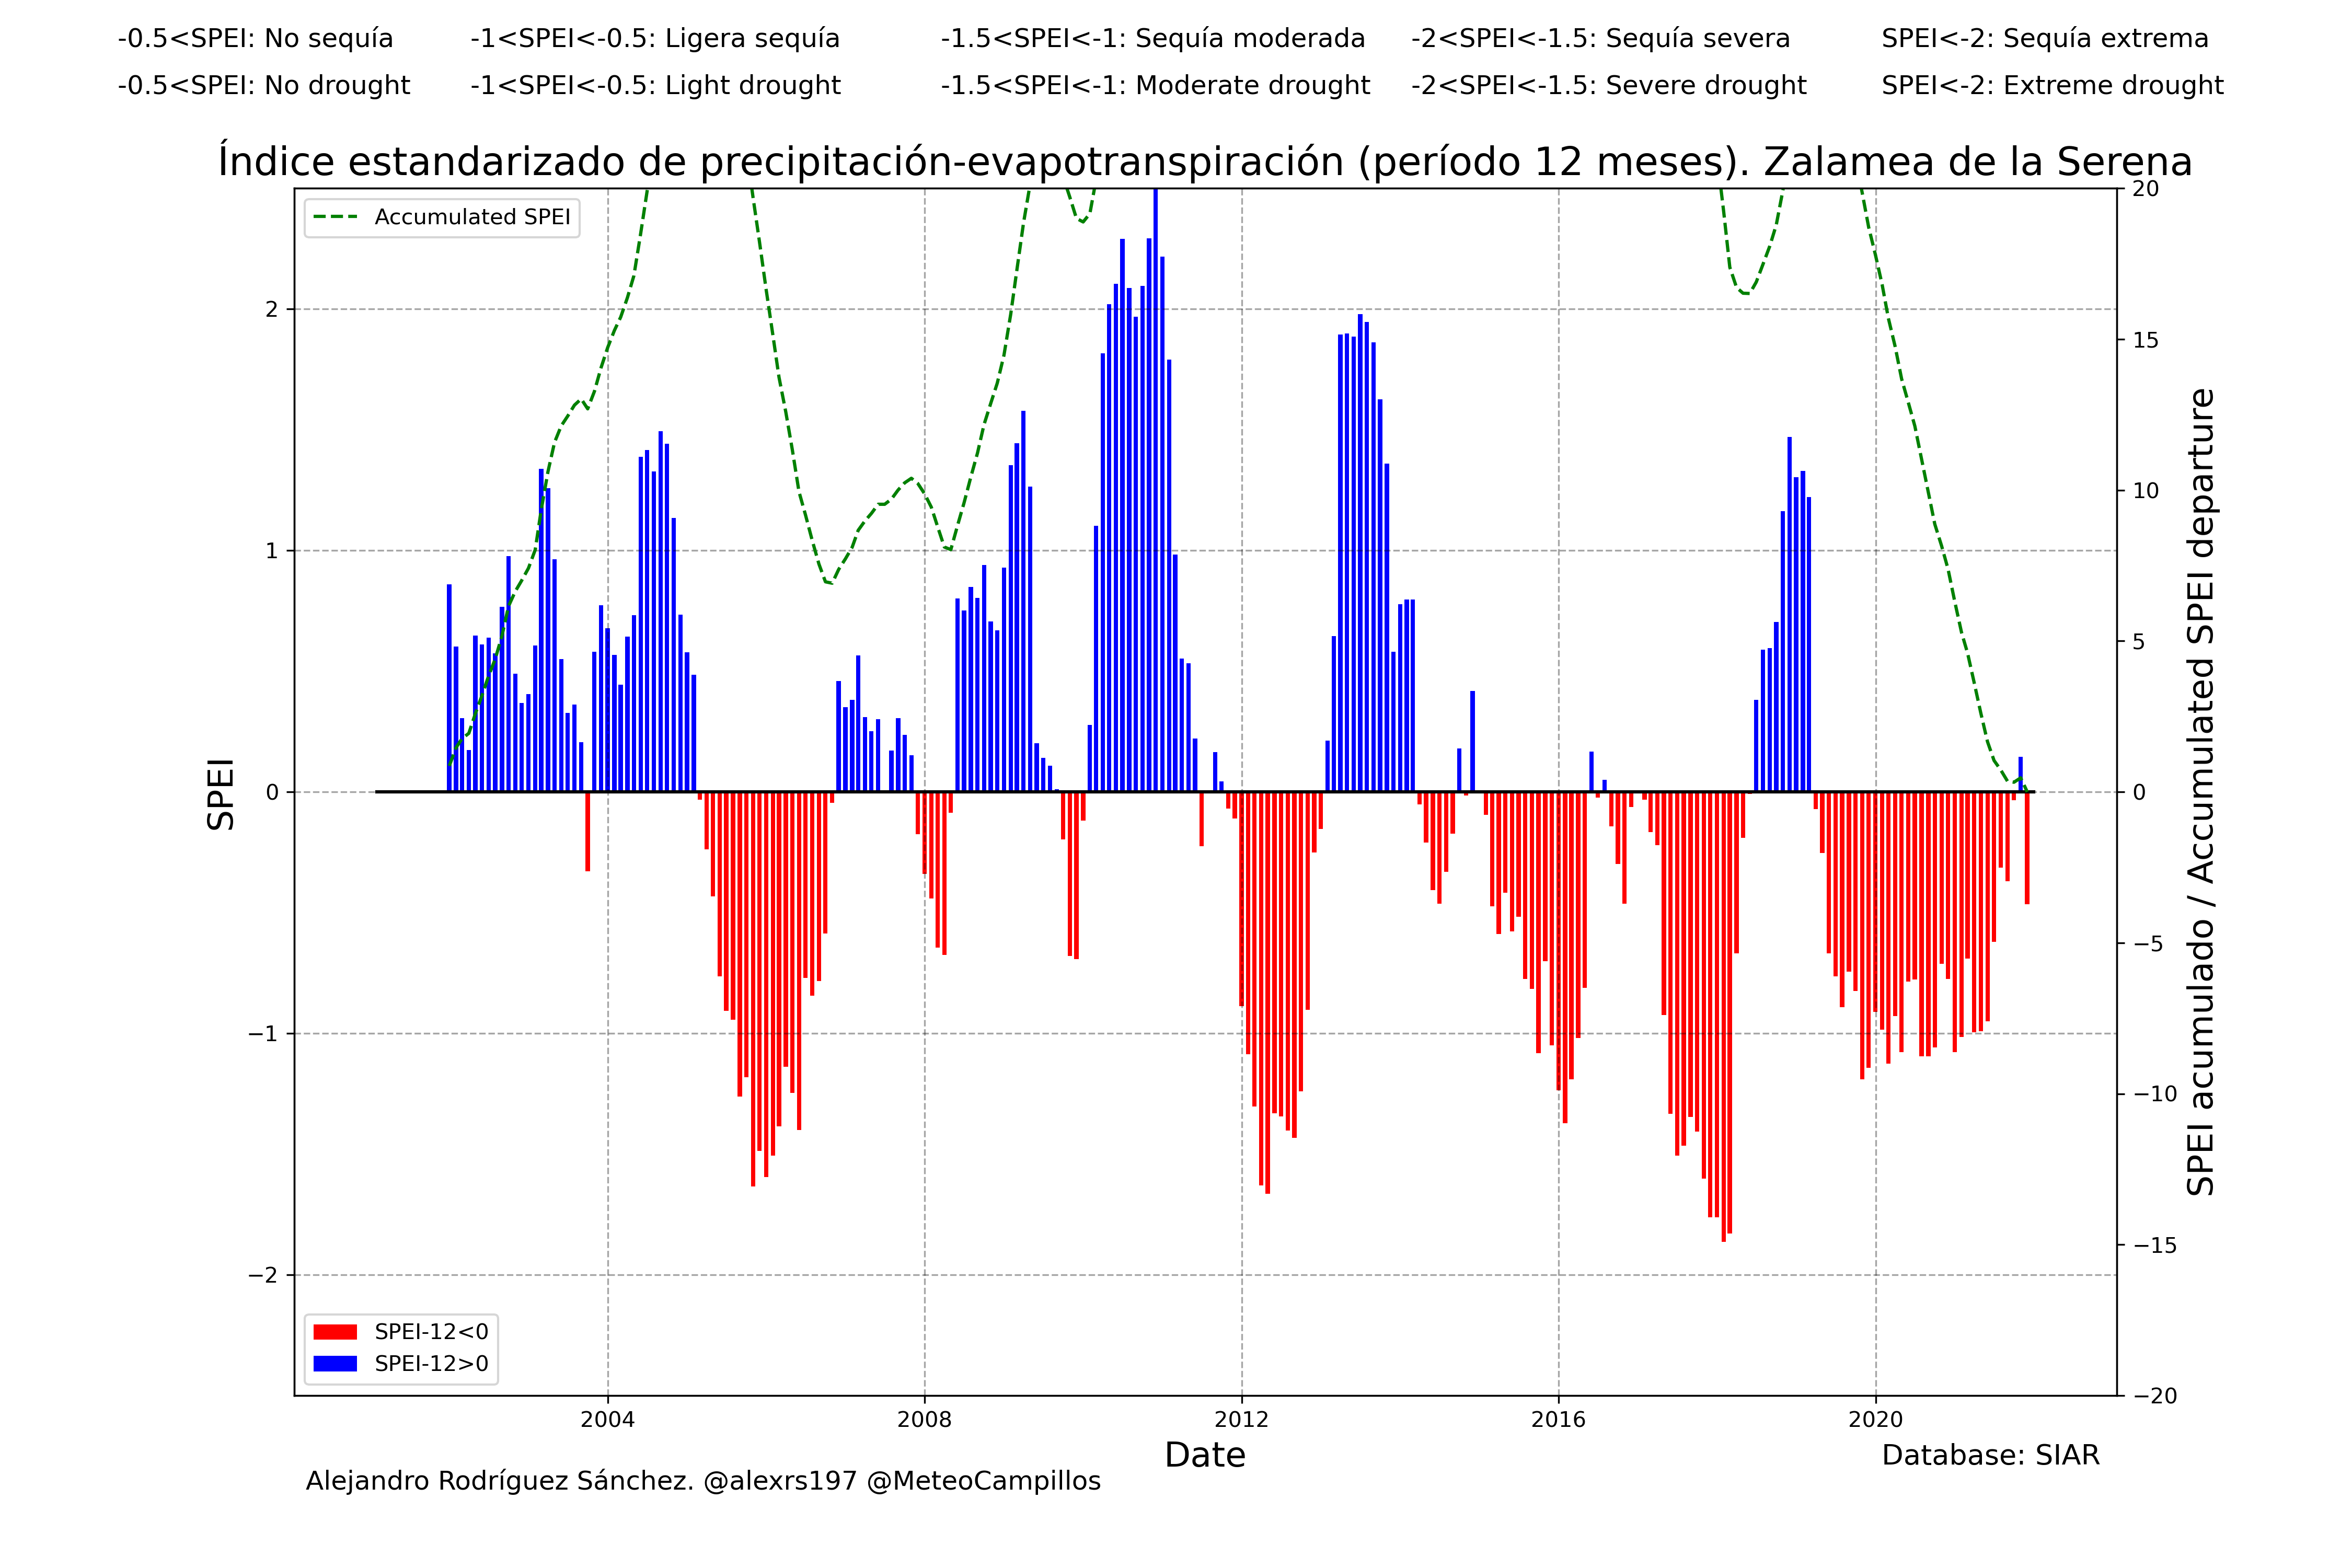 -0.5<SPEI: No sequía -1<SPEI<-0.5: Ligera sequía -1.5<SPEI<-1: Sequía moderada -2<SPEI<-1.5: Sequía severa SPEI<-2: Sequía extrema
-0.5<SPEI: No drought -1<SPEI<-0.5: Light drought -1.5<SPEI<-1: Moderate drought -2<SPEI<-1.5: Severe drought SPEI<-2: Extreme drought
Índice estandarizado de precipitación-evapotranspiración (período 12 meses). Zalamea de la Serena
Accumulated SPEI
2
1
0
−1
−2
SPEI
20
15
10
5
0
−5
−10
−15
−20
SPEI acumulado / Accumulated SPEI departure
SPEI-12<0
SPEI-12>0
2004 2008 2012 2016 2020
Date
Database: SIAR
Alejandro Rodríguez Sánchez. @alexrs197 @MeteoCampillos